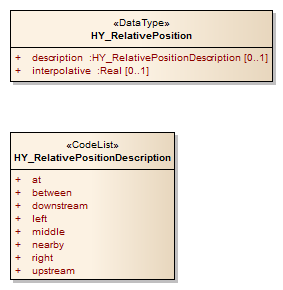 «DataType»
HY_RelativePosition
+ description :HY_RelativePositionDescription [0..1]
+ interpolative :Real [0..1]
«CodeList»
HY_RelativePositionDescription
+ at
+ between
+ downstream
+ left
+ middle
+ nearby
+ right
+ upstream